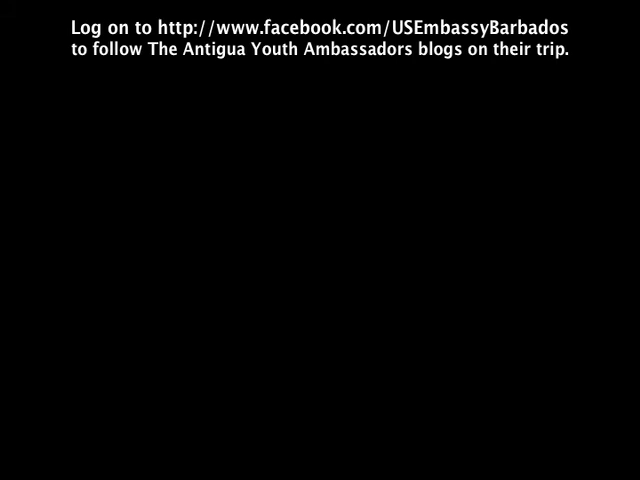 Log on to http://www.facebook.com/USEmbassyBarbados
to follow The Antigua Youth Ambassadors blogs on their trip.